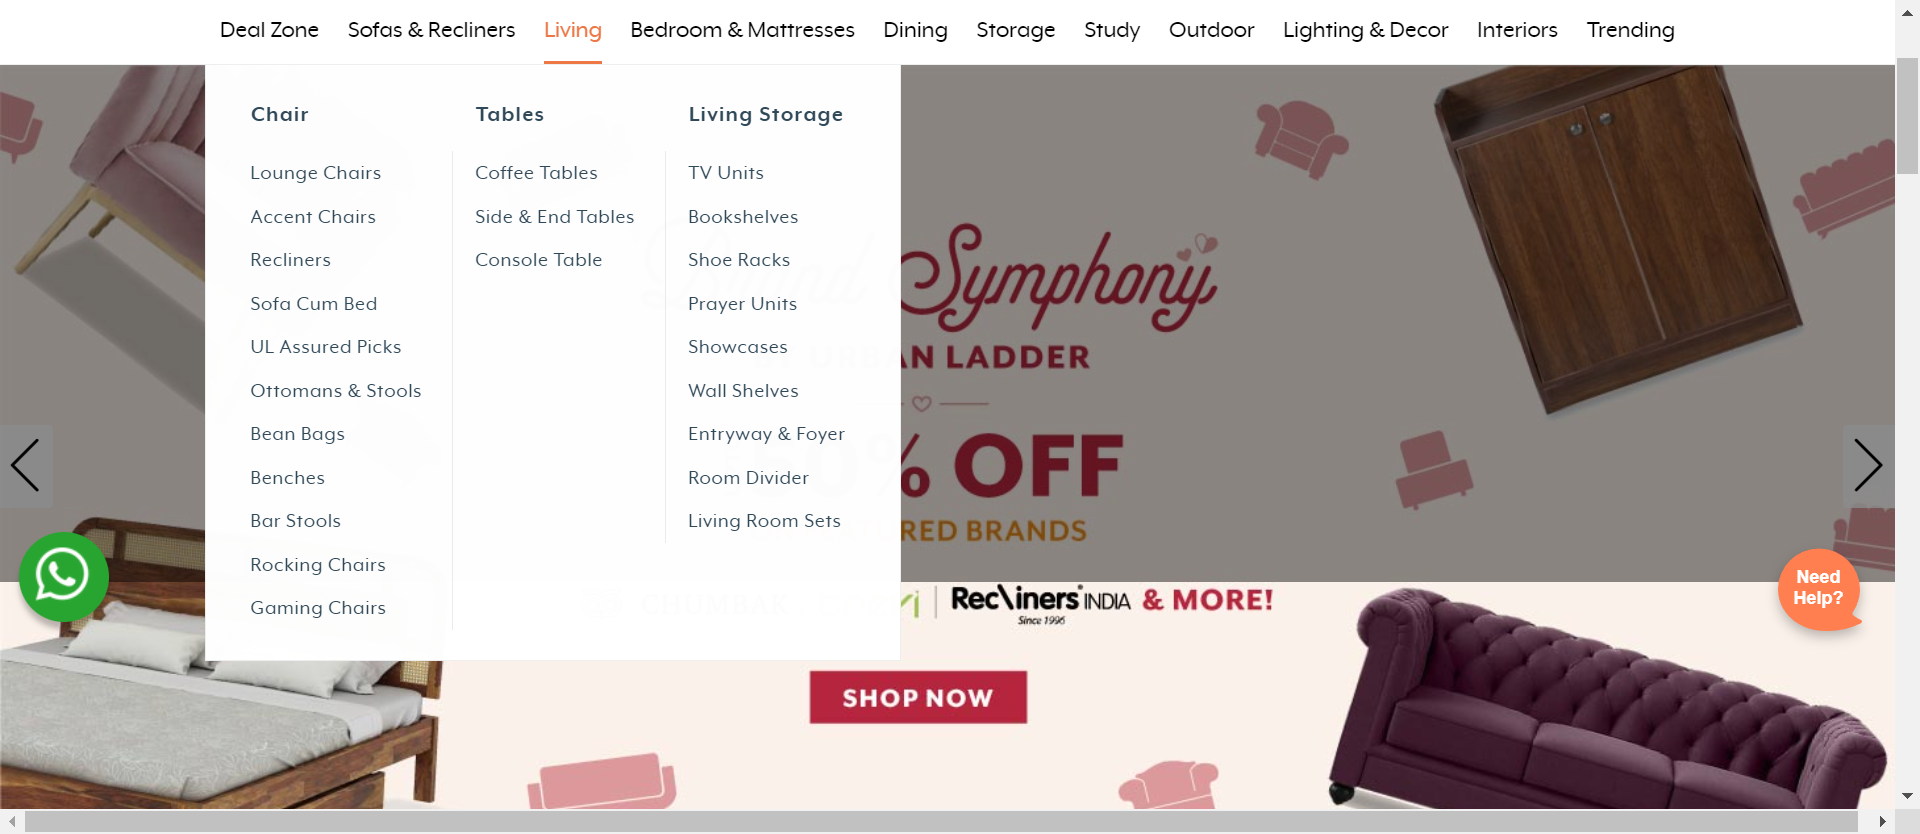 Deal Zone Sofas & Recliners Living Bedroom & Mattresses Dining Storage Study Outdoor Lighting & Decor Interiors Trending
Chair
Lounge Chairs
Accent Chairs
Recliners
Sofa Cum Bed
UL Assured Picks
Ottomans & Stools
Bean Bags
Benches
Bar Stools
Rocking Chairs
Gaming Chairs
Tables
Coffee Tables
Side & End Tables
Console Table
Living Storage
TV Units
Bookshelves
Shoe Racks
Prayer Units
Showcases
Wall Shelves
Entryway & Foyer
Room Divider
Living Room Sets
Brand Symphony
URBAN LADDER
60% OFF
RED BRANDS
CHUMBAK Recliners INDIA & MORE!
Since 1996
SHOP NOW
Need
Help?